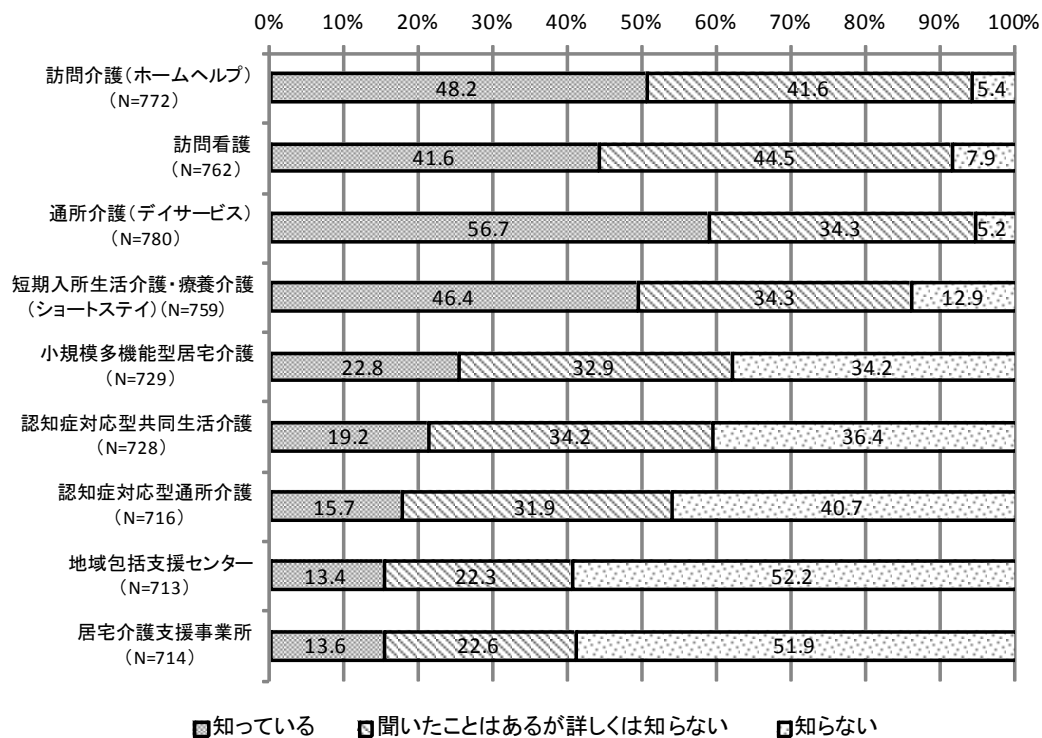 0% 10% 20% 30% 40% 50% 60% 70% 80% 90% 100%
訪問介護(ホームヘルプ)
(N=772)
48.2 41.6 5.4
訪問看護
(N=762)
41.6 44.5 7.9
通所介護(デイサービス)
(N=780)
56.7 34.3 5.2
短期入所生活介護・療養介護
(ショートステイ)(N=759)
46.4 34.3 12.9
小規模多機能型居宅介護
(N=729)
22.8 32.9 34.2
認知症対応型共同生活介護
(N=728)
19.2 34.2 36.4
認知症対応型通所介護
(N=716)
15.7 31.9 40.7
地域包括支援センター
(N=713)
13.4 22.3 52.2
居宅介護支援事業所
(N=714)
13.6 22.6 51.9
知っている 聞いたことはあるが詳しくは知らない 知らない